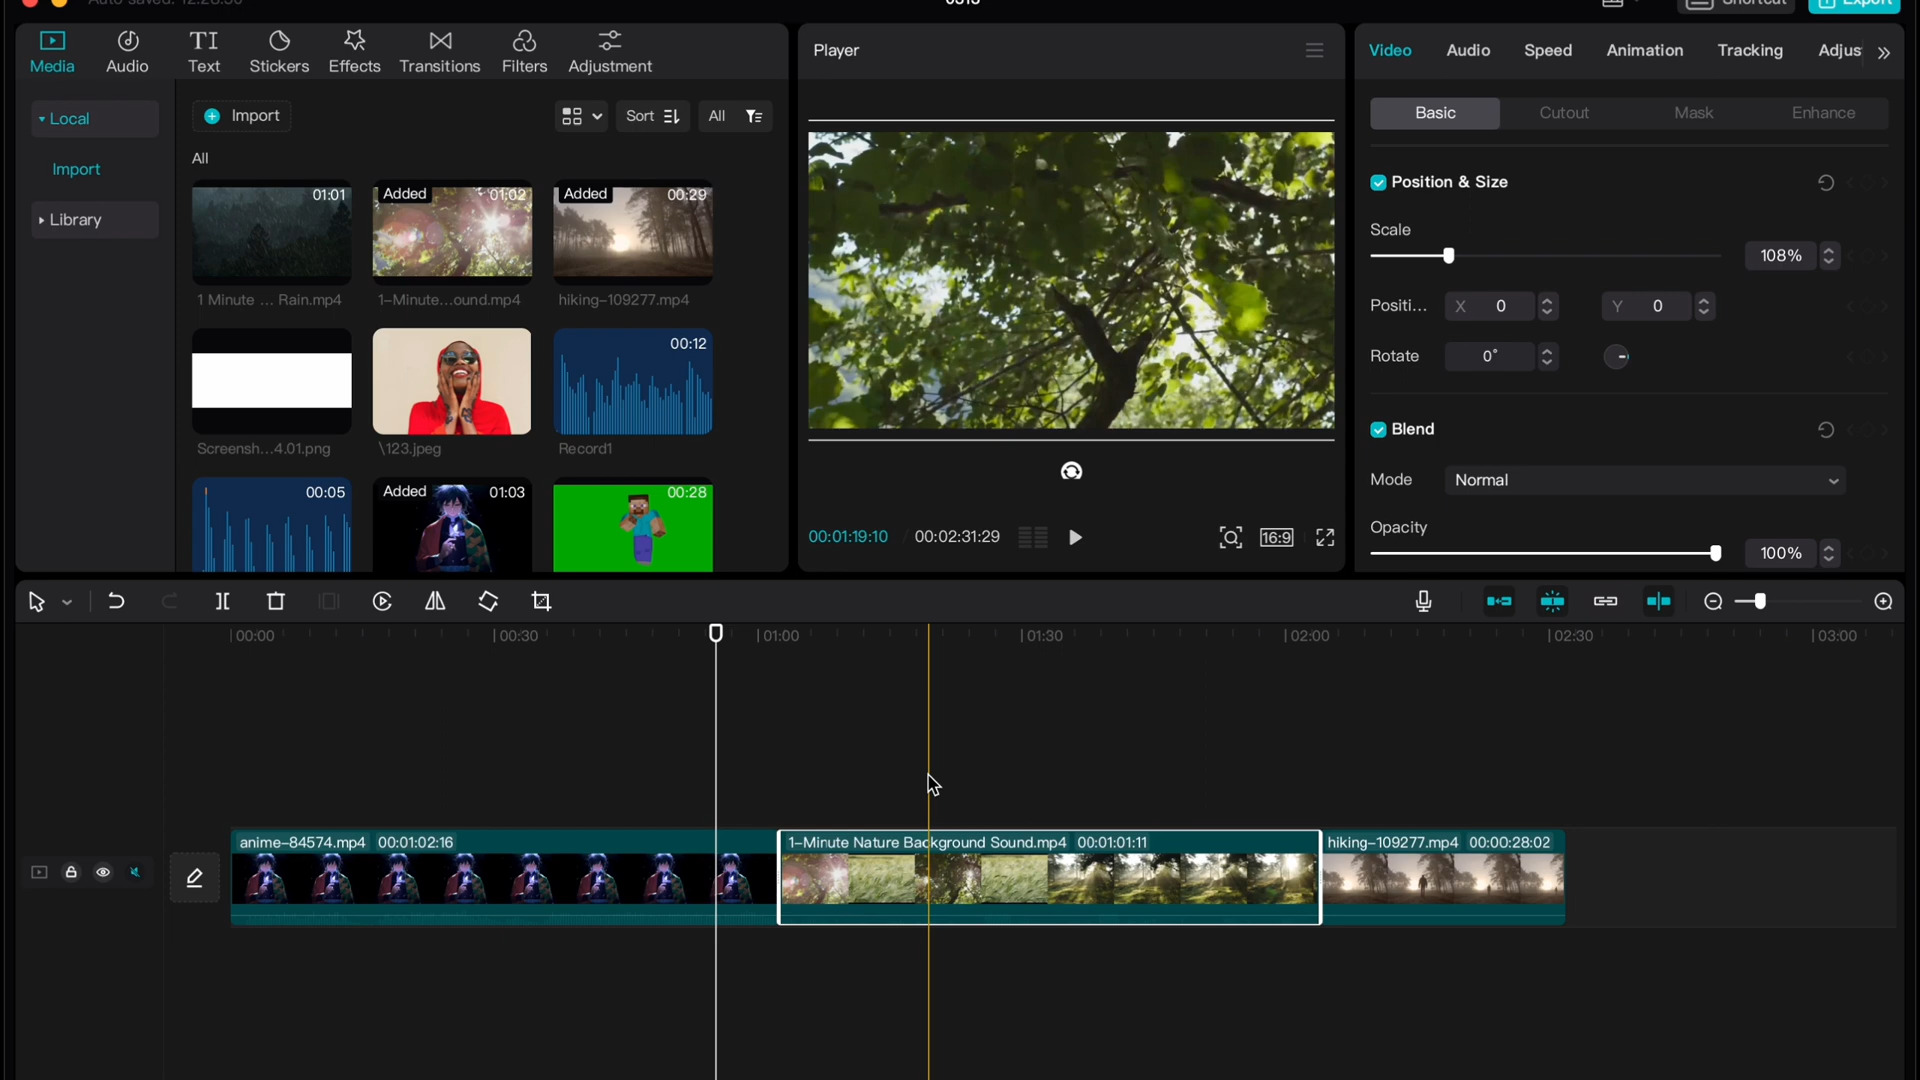 Auto saved: 12:28:30
0313
Shortcut
Export
Media
Audio
TI
Text
Stickers
Effects
Transitions
Filters
Adjustment
Local
Import
Library
Import
Sort
All
All
01:01
1 Minute ... Rain.mp4
Added
01:02
1-Minute...ound.mp4
Added
00:29
hiking-109277.mp4
Screensh...4.01.png
\123.jpeg
00:12
Record1
00:05
Added
01:03
00:28
Player
00:01:19:10 / 00:02:31:29
16:9
Video
Audio
Speed
Animation
Tracking
Adjus
Basic
Cutout
Mask
Enhance
Position & Size
Scale
108%
Positi...
X 0
Y 0
Rotate
0°
Blend
Mode
Normal
Opacity
100%
00:00
00:30
01:00
01:30
02:00
02:30
03:00
anime-84574.mp4 00:01:02:16
1-Minute Nature Background Sound.mp4 00:01:01:11
hiking-109277.mp4 00:00:28:02